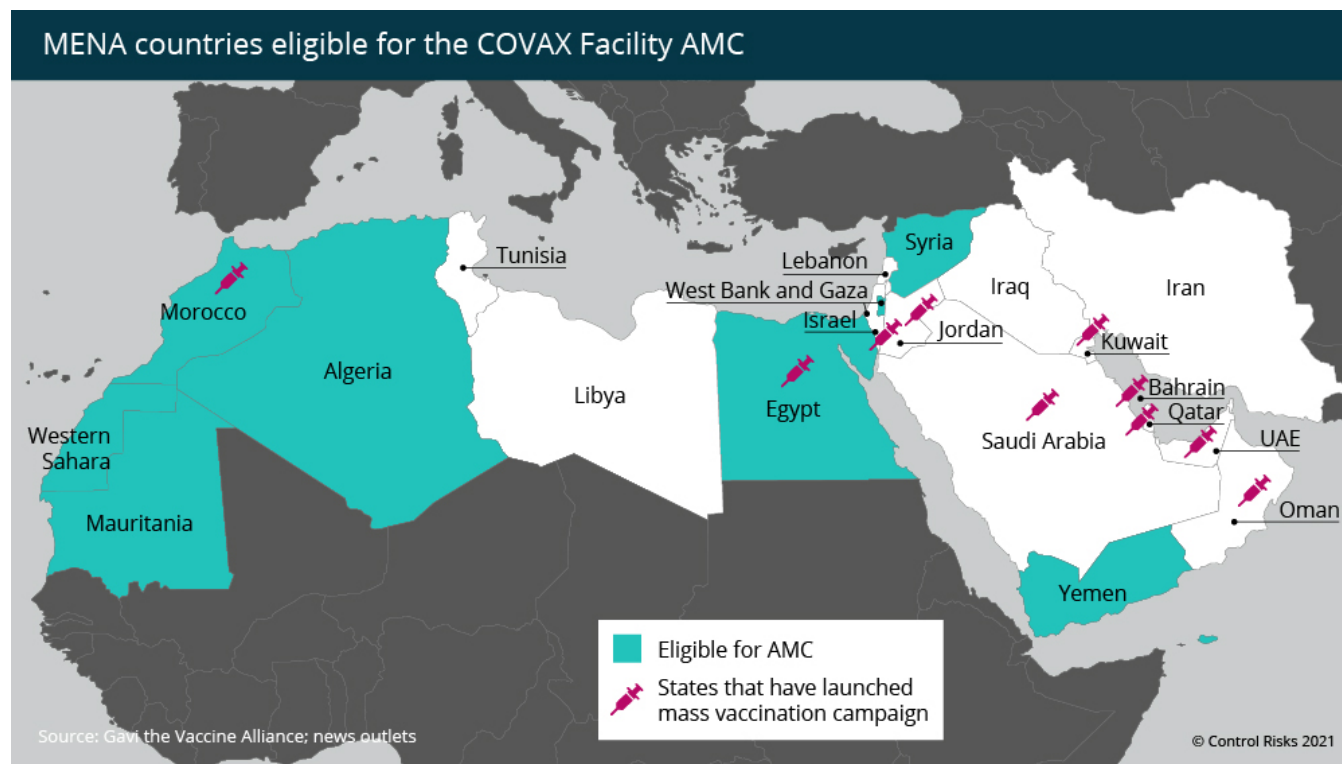 MENA countries eligible for the COVAX Facility AMC
Tunisia
Morocco
Algeria
Western
Sahara
Mauritania
Libya
Egypt
Syria
Lebanon
West Bank and Gaza
Israel
Jordan
Iraq
Iran
Kuwait
Bahrain
Qatar
Saudi Arabia
UAE
Oman
Yemen
Eligible for AMC
States that have launched
mass vaccination campaign
Source: Gavi the Vaccine Alliance; news outlets
© Control Risks 2021